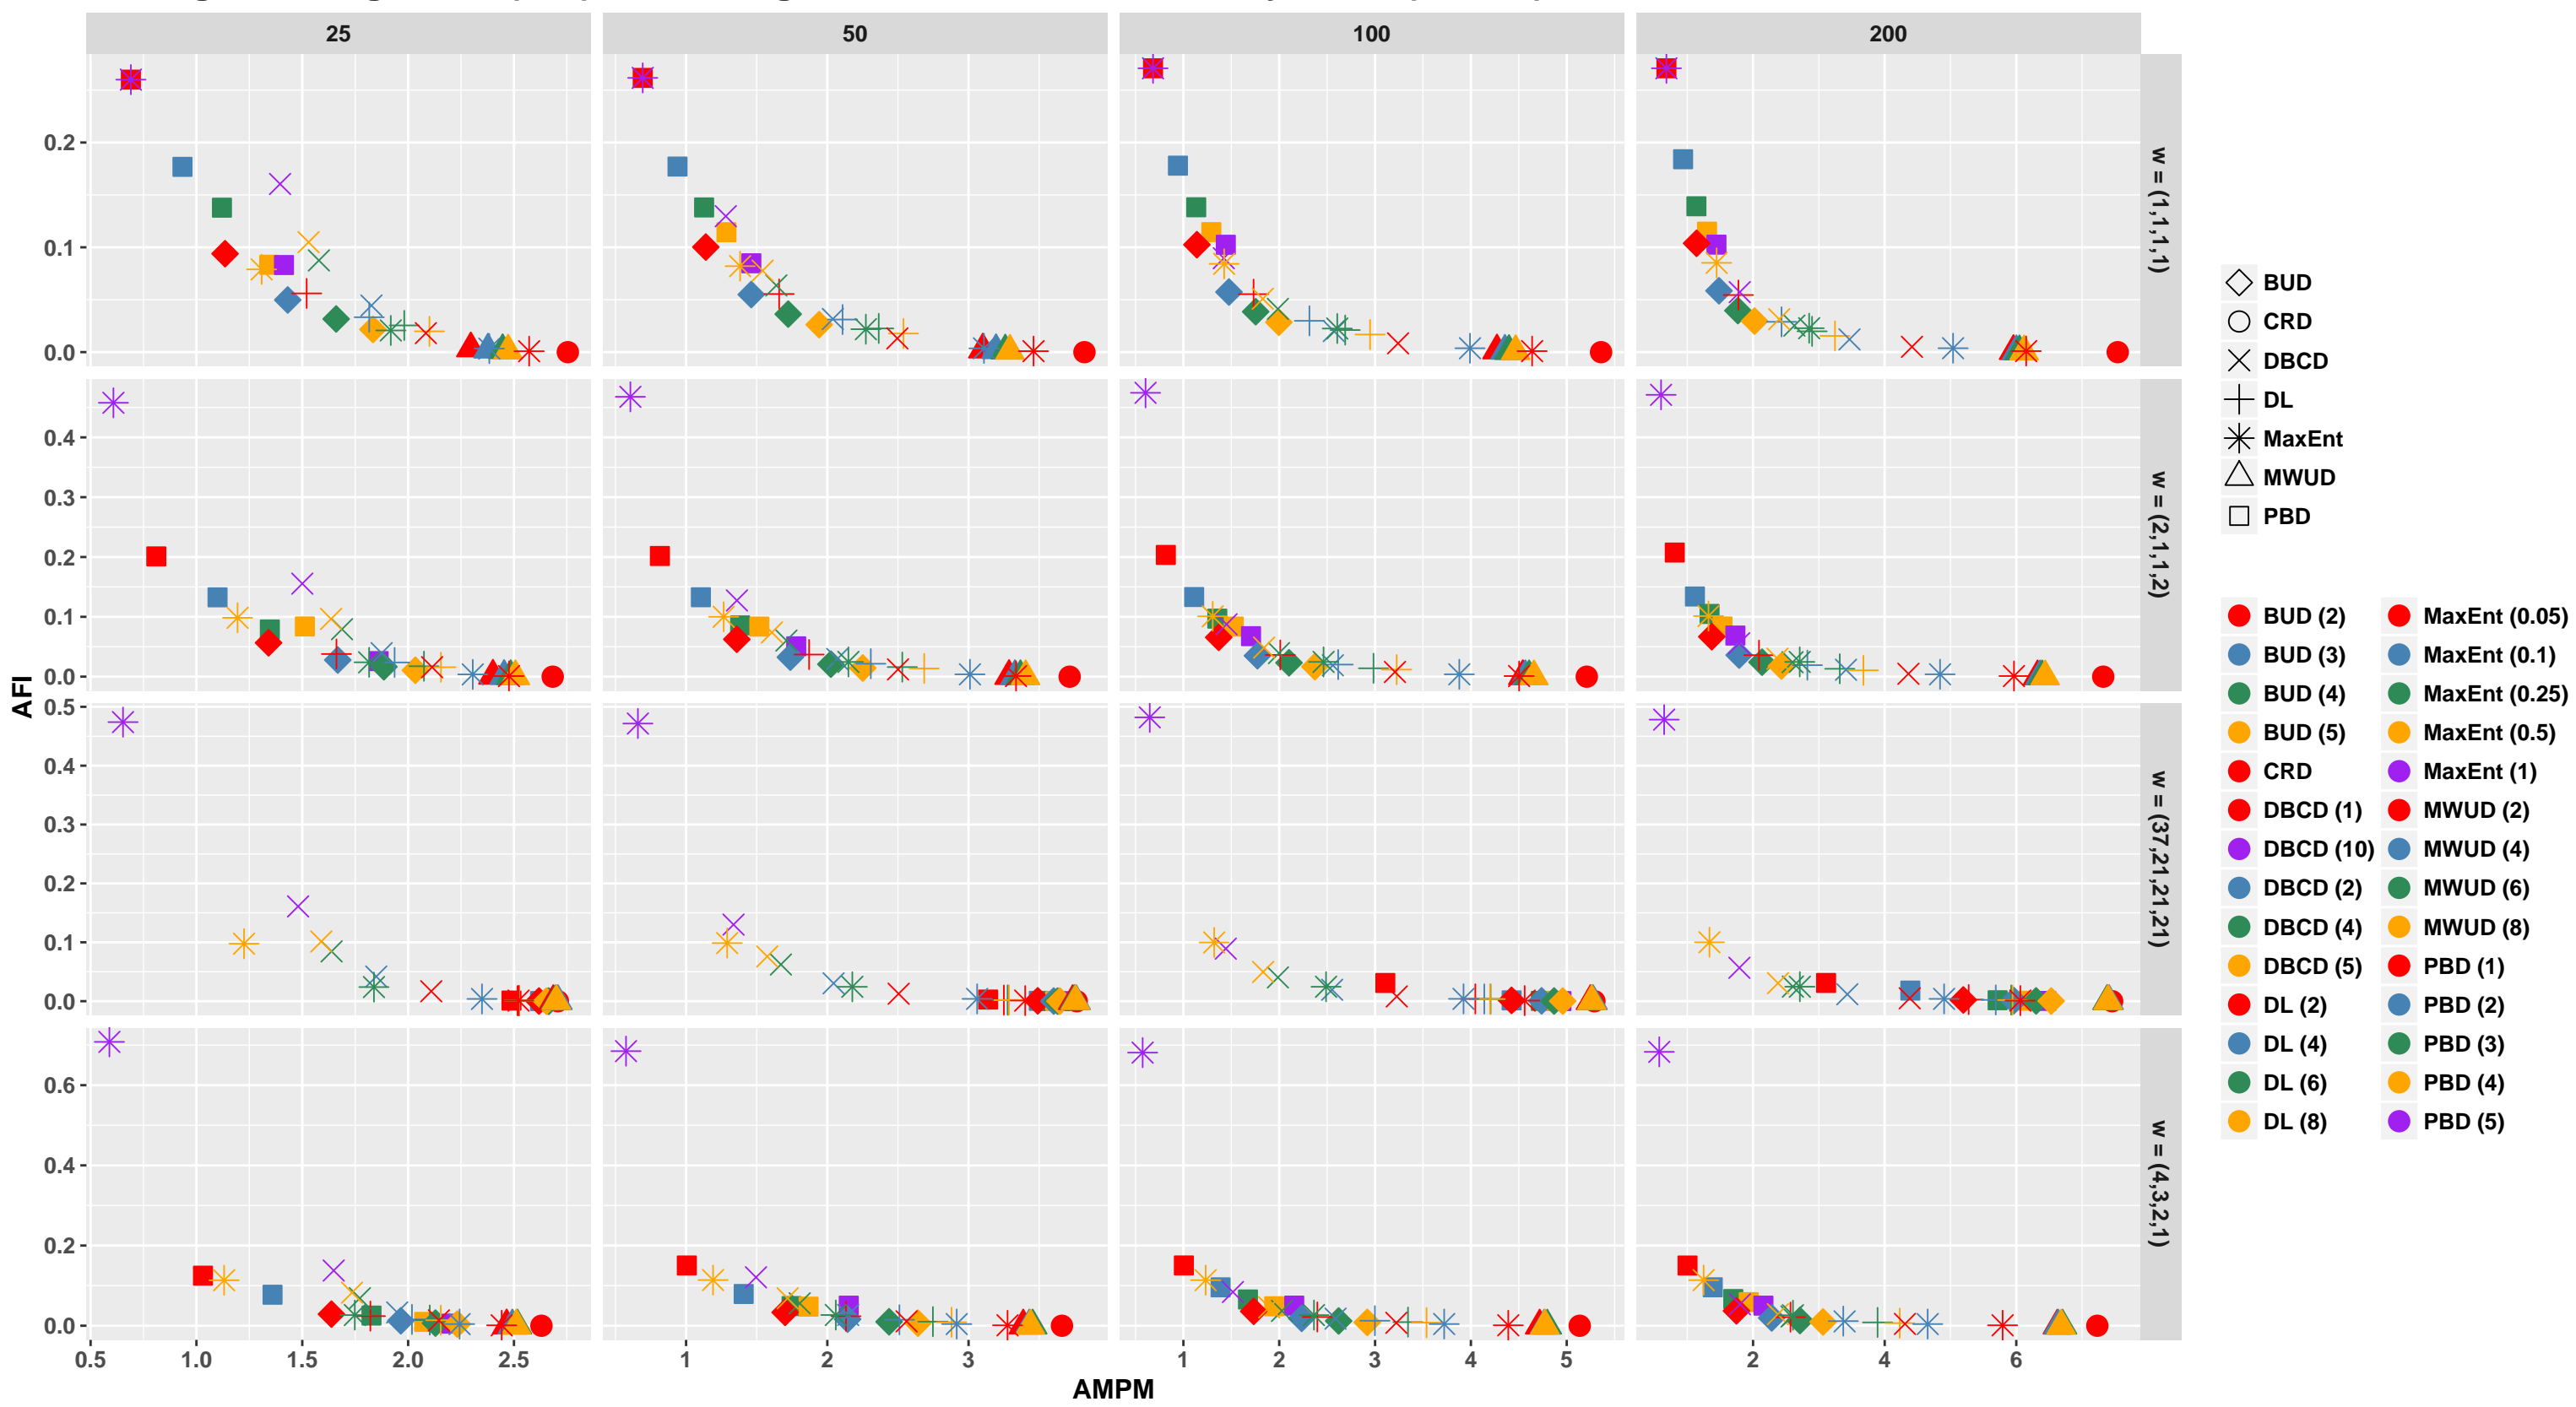 25 50 100 200
0.2
0.1
0.0
w = (1,1,1,1)
0.4
0.3
0.2
0.1
0.0
w = (2,1,1,2)
0.5
0.4
0.3
0.2
0.1
0.0
w = (37,21,21,21)
0.6
0.4
0.2
0.0
w = (4,3,2,1)
AFI
0.5 1.0 1.5 2.0 2.5 1 2 3 1 2 3 4 5 2 4 6
AMPM
BUD
CRD
DBCD
DL
MaxEnt
MWUD
PBD
BUD (2) MaxEnt (0.05)
BUD (3) MaxEnt (0.1)
BUD (4) MaxEnt (0.25)
BUD (5) MaxEnt (0.5)
CRD MaxEnt (1)
DBCD (1) MWUD (2)
DBCD (10) MWUD (4)
DBCD (2) MWUD (6)
DBCD (4) MWUD (8)
DBCD (5) PBD (1)
DL (2) PBD (2)
DL (4) PBD (3)
DL (6) PBD (4)
DL (8) PBD (5)